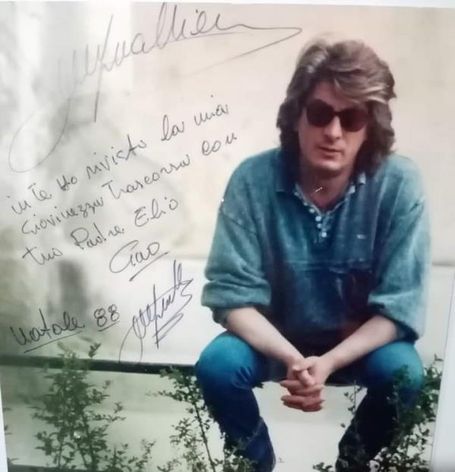 in te ho rivisto la mia
Giovinezza Trascorsa con
tuo Padre Elio
Ciao
Natale 88